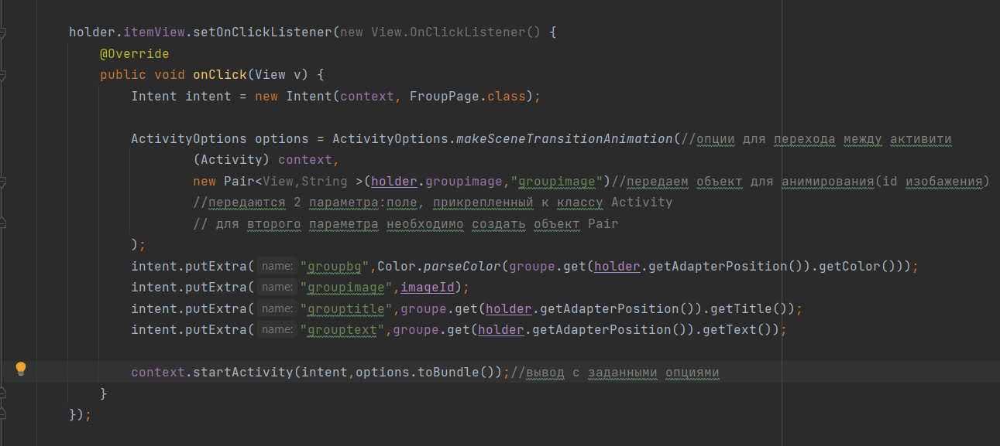 holder.itemView.setOnClickListener(new View.OnClickListener() {
@Override
public void onClick(View v) {
Intent intent = new Intent(context, FroupPage.class);
ActivityOptions options = ActivityOptions.makeSceneTransitionAnimation(//опции для перехода между активити
(Activity) context,
new Pair<View,String >(holder.groupimage,"groupimage")//передаем объект для анимирования(id изобажения)
//передаются 2 параметра:поле, прикрепленный к классу Activity
// для второго параметра необходимо создать объект Pair
);
intent.putExtra( name: "groupbg",Color.parseColor(groupe.get(holder.getAdapterPosition()).getColor()));
intent.putExtra( name: "groupimage",imageId);
intent.putExtra( name: "grouptitle",groupe.get(holder.getAdapterPosition()).getTitle());
intent.putExtra( name: "grouptext",groupe.get(holder.getAdapterPosition()).getText());
context.startActivity(intent,options.toBundle());//вывод с заданными опциями
}
});